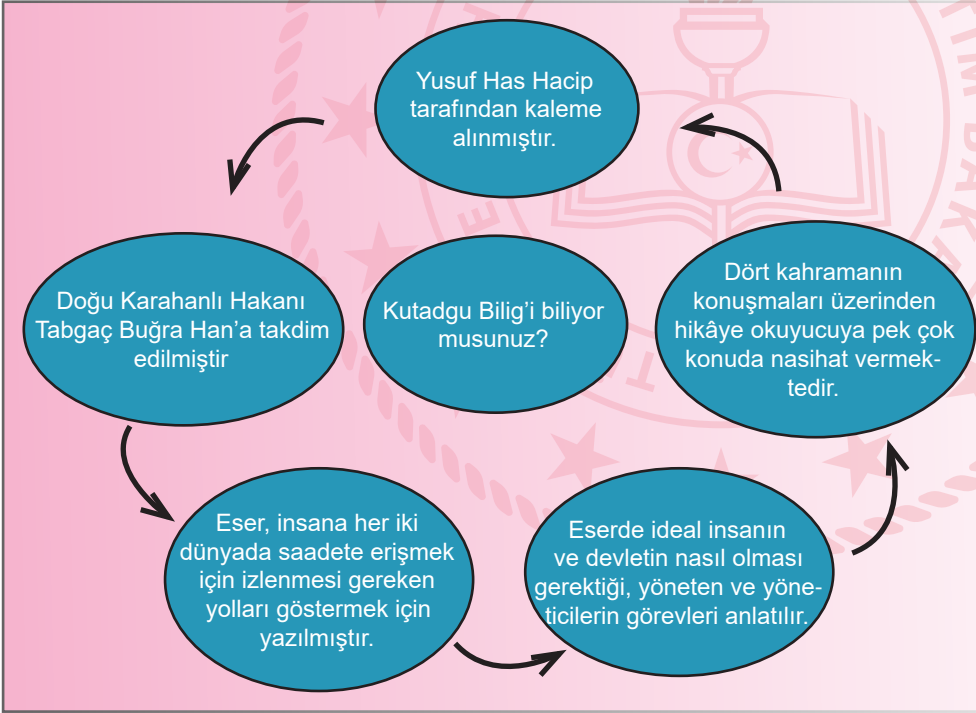 Yusuf Has Hacip
tarafından kaleme
alınmıştır.
Doğu Karahanlı Hakanı
Tabgaç Buğra Han’a takdim
edilmiştir
Kutadgu Bilig’i biliyor
musunuz?
Dört kahramanın
konuşmaları üzerinden
hikâye okuyucuya pek çok
konuda nasihat vermek-
tedir.
Eser, insana her iki
dünyada saadete erişmek
için izlenmesi gereken
yolları göstermek için
yazılmıştır.
Eserde ideal insanın
ve devletin nasıl olması
gerektiği, yöneten ve yöne-
ticilerin görevleri anlatılır.